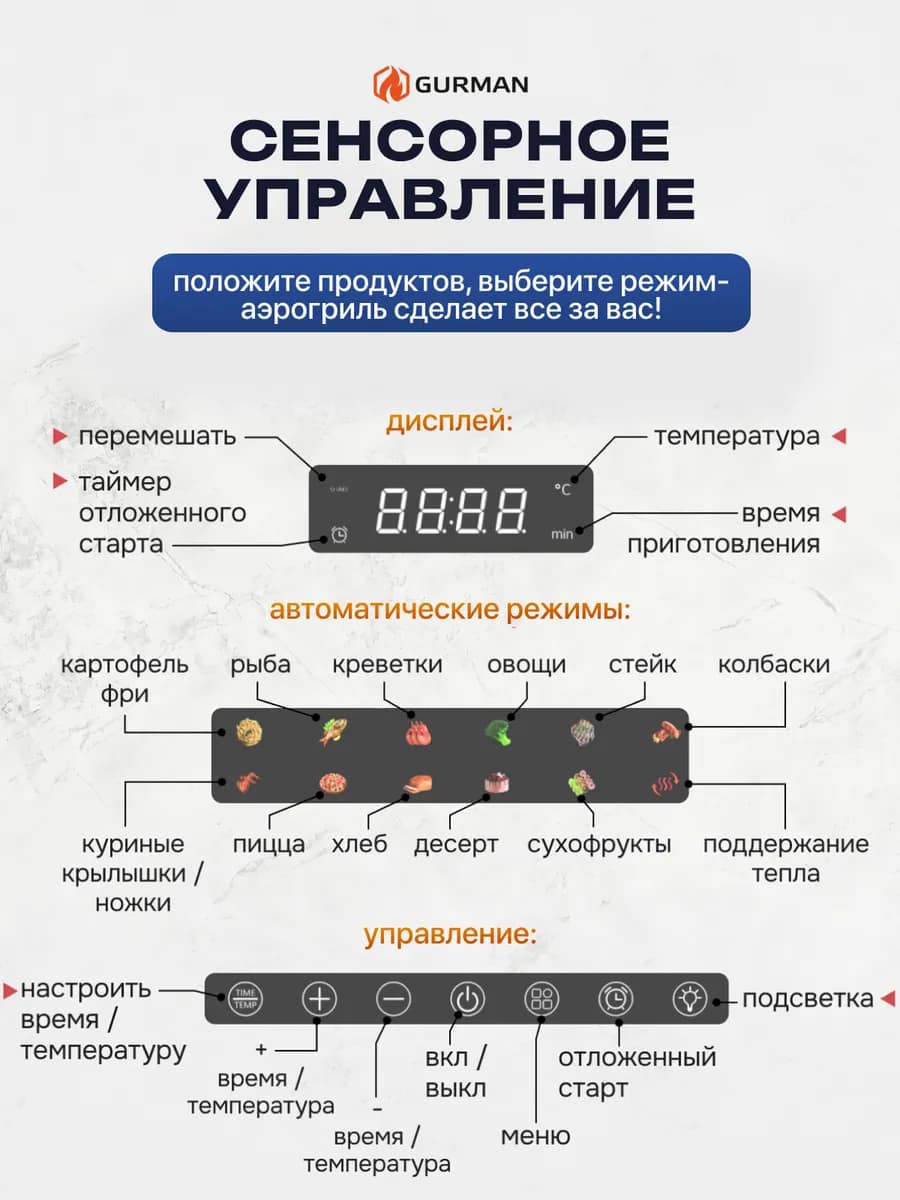 GURMAN
СЕНСОРНОЕ
УПРАВЛЕНИЕ
положите продуктов, выберите режим-
аэрогриль сделает все за вас!
дисплей:
перемешать
таймер
отложенного
старта
88:88
°C
min
температура
время
приготовления
автоматические режимы:
картофель
фри
рыба
креветки
овощи
стейк
колбаски
куриные
крылышки /
ножки
пицца
хлеб
десерт
сухофрукты
поддержание
тепла
управление:
настроить
время /
температуру
TIME
TEMP
+
время /
температура
-
время /
температура
вкл /
выкл
меню
отложенный
старт
подсветка